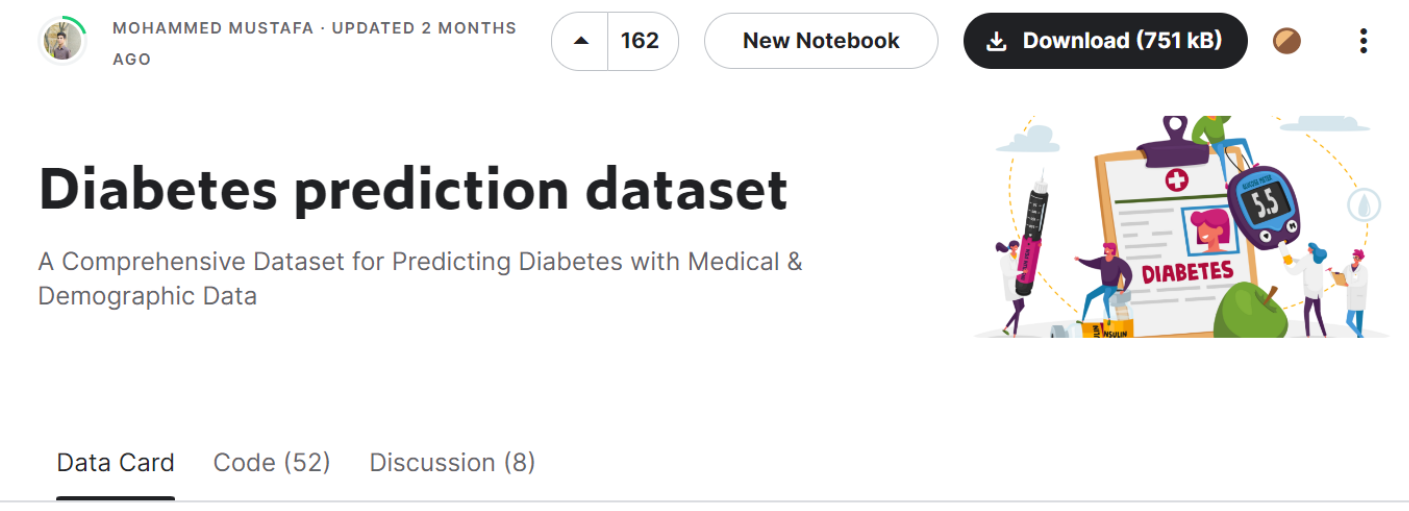 MOHAMMED MUSTAFA · UPDATED 2 MONTHS
AGO
162
New Notebook
Download (751 kB)
Diabetes prediction dataset
A Comprehensive Dataset for Predicting Diabetes with Medical &
Demographic Data
5.5
DIABETES
INSULIN
Data Card
Code (52)
Discussion (8)